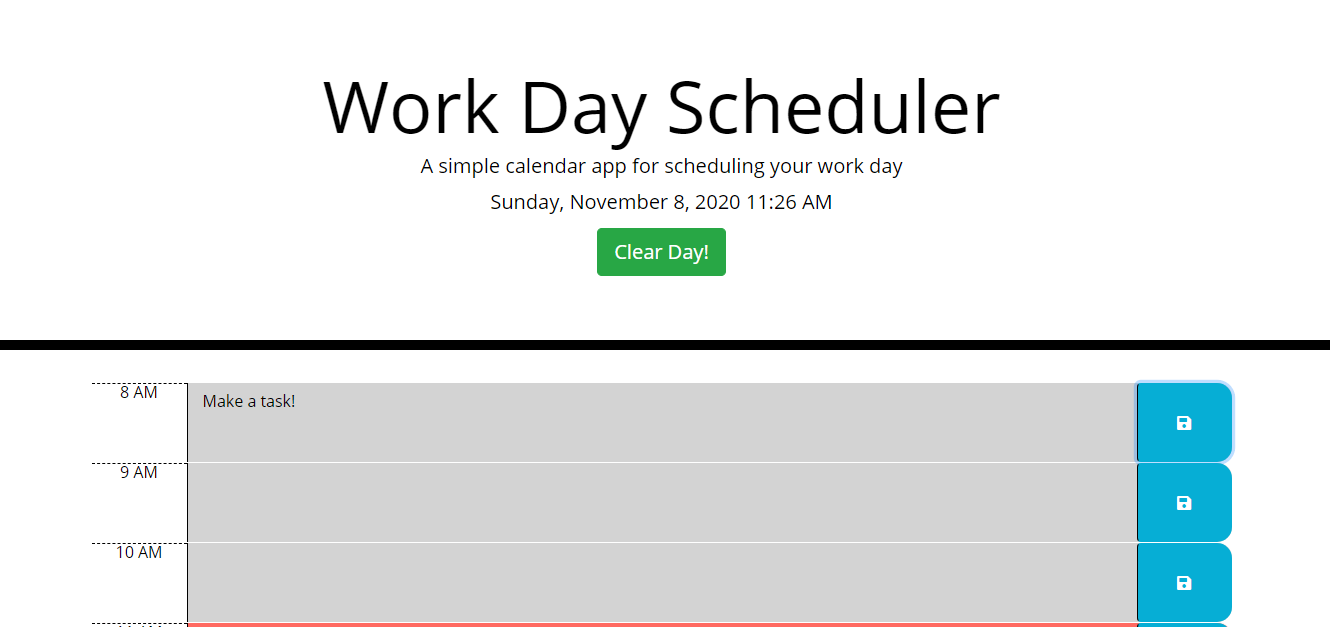 Work Day Scheduler
A simple calendar app for scheduling your work day
Sunday, November 8, 2020 11:26 AM
Clear Day!
8 AM
Make a task!
9 AM
10 AM